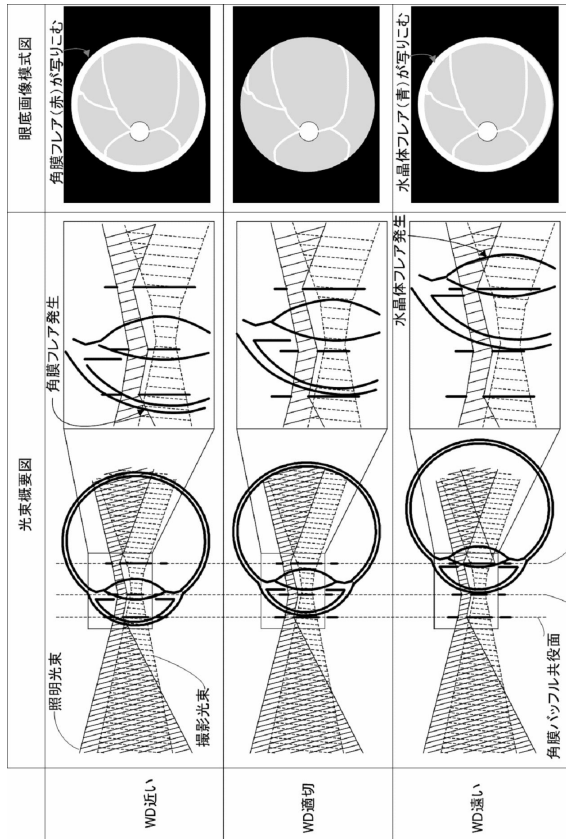 光束概要図
眼底画像模式図
WD近い
照明光束
撮影光束
角膜フレア発生
角膜フレア(赤)が写りこむ
WD適切
WD遠い
角膜バッフル共役面
水晶体フレア発生
水晶体フレア(青)が写りこむ